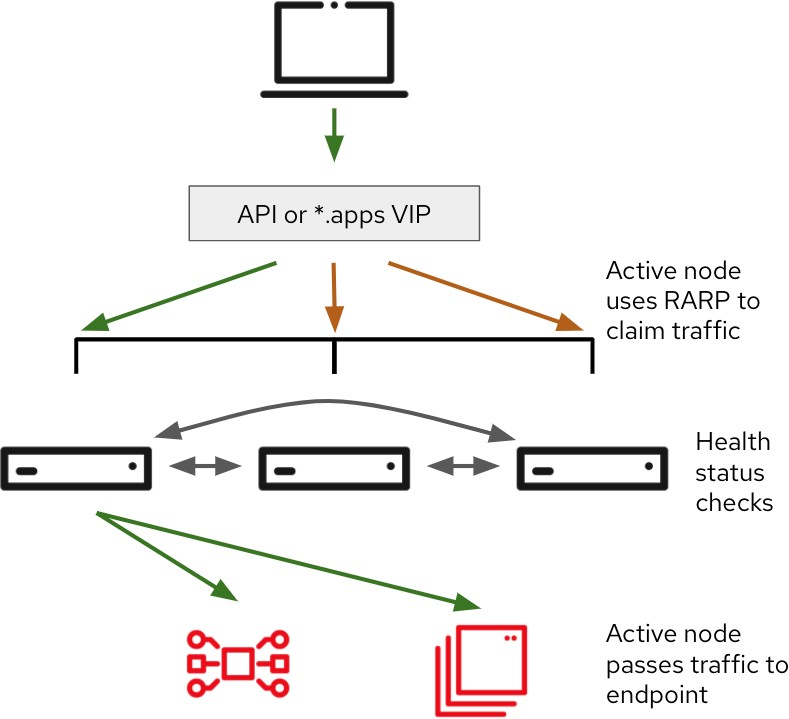 API or *.apps VIP
Active node
uses RARP to
claim traffic
Health
status
checks
Active node
passes traffic to
endpoint